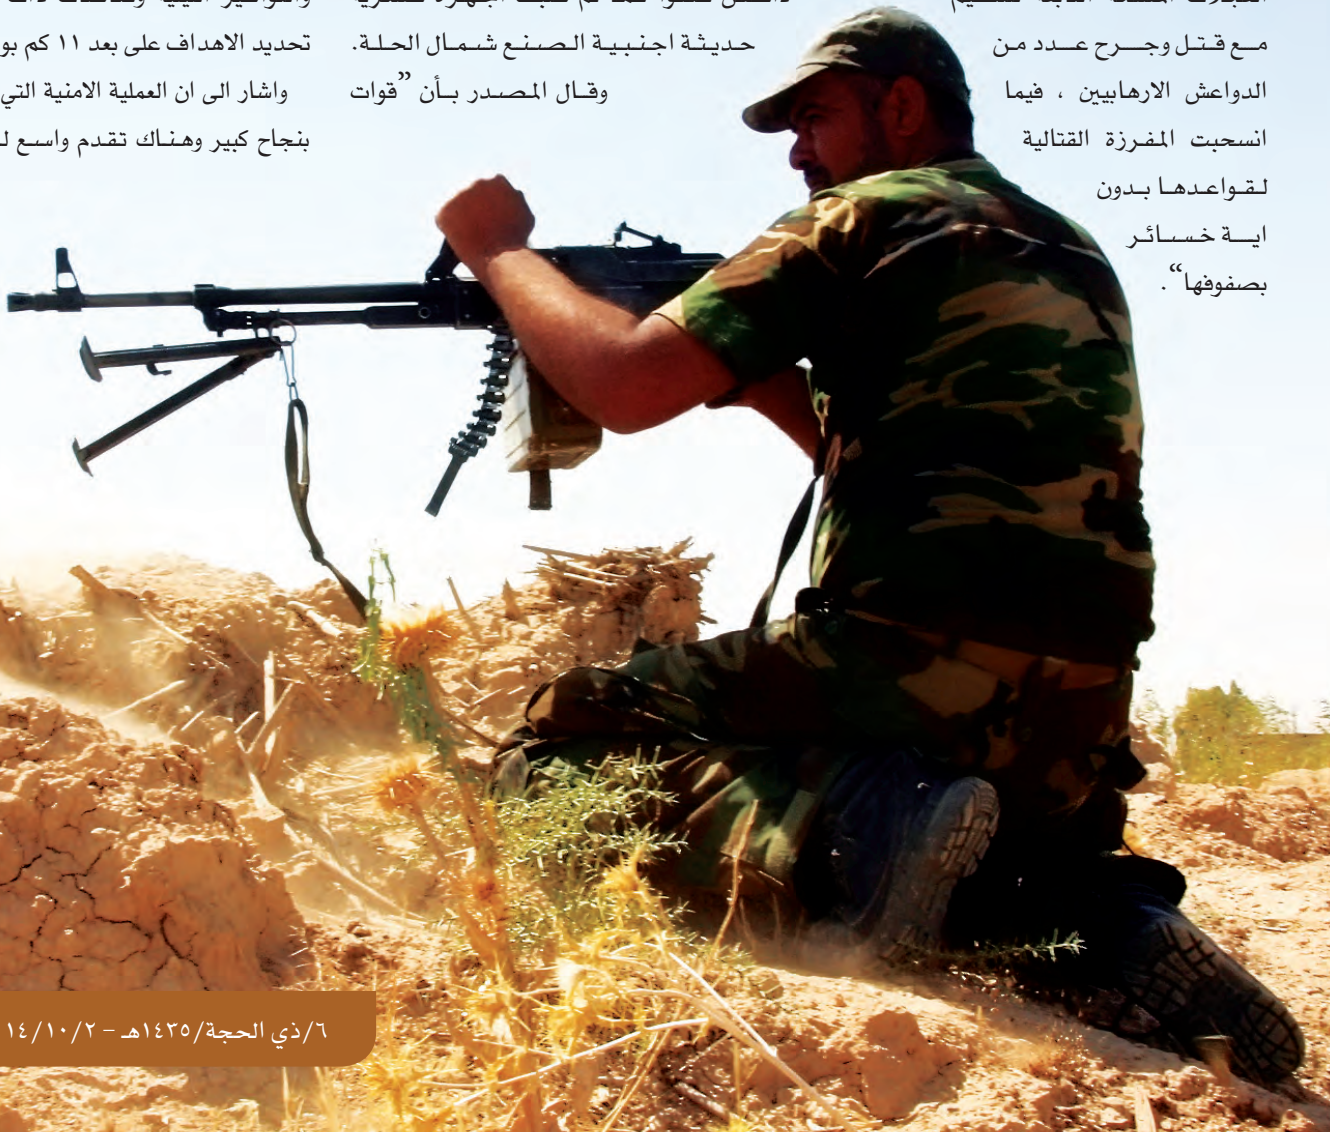 مع قتل وجرح عدد من
الدواعش الارهابيين ، فيما
انسحبت المفرزة القتالية
لقواعدها بدون
اية خسائر
بصفوفها“.
حديثة اجنبية الصنع شمال الحلة.
وقال المصدر بأن ”قوات
تحديد الاهداف على بعد ١١ كم
واشار الى ان العملية الامنية التي
بنجاح كبير وهناك تقدم واسع
٦/ذي الحجة/١٤٣٥هـ - ١٤/١٠/٢